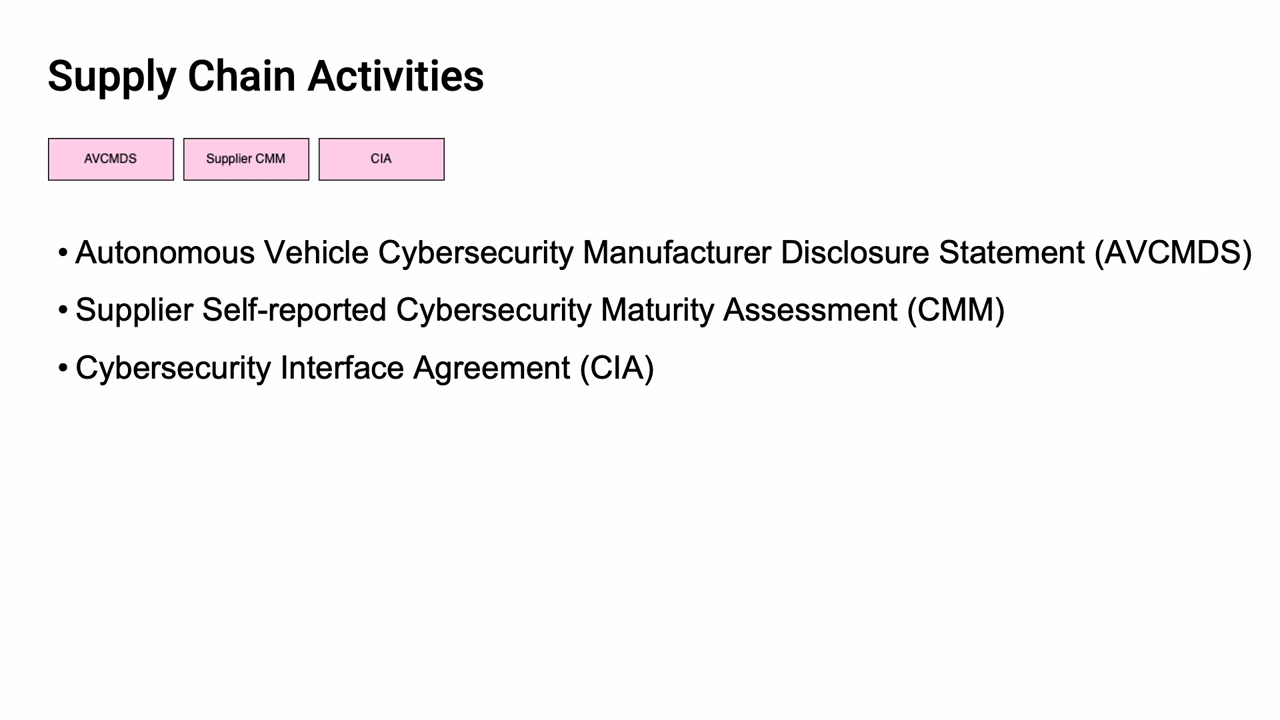 Supply Chain Activities
AVCMDS
Supplier CMM
CIA
• Autonomous Vehicle Cybersecurity Manufacturer Disclosure Statement (AVCMDS)
• Supplier Self-reported Cybersecurity Maturity Assessment (CMM)
• Cybersecurity Interface Agreement (CIA)